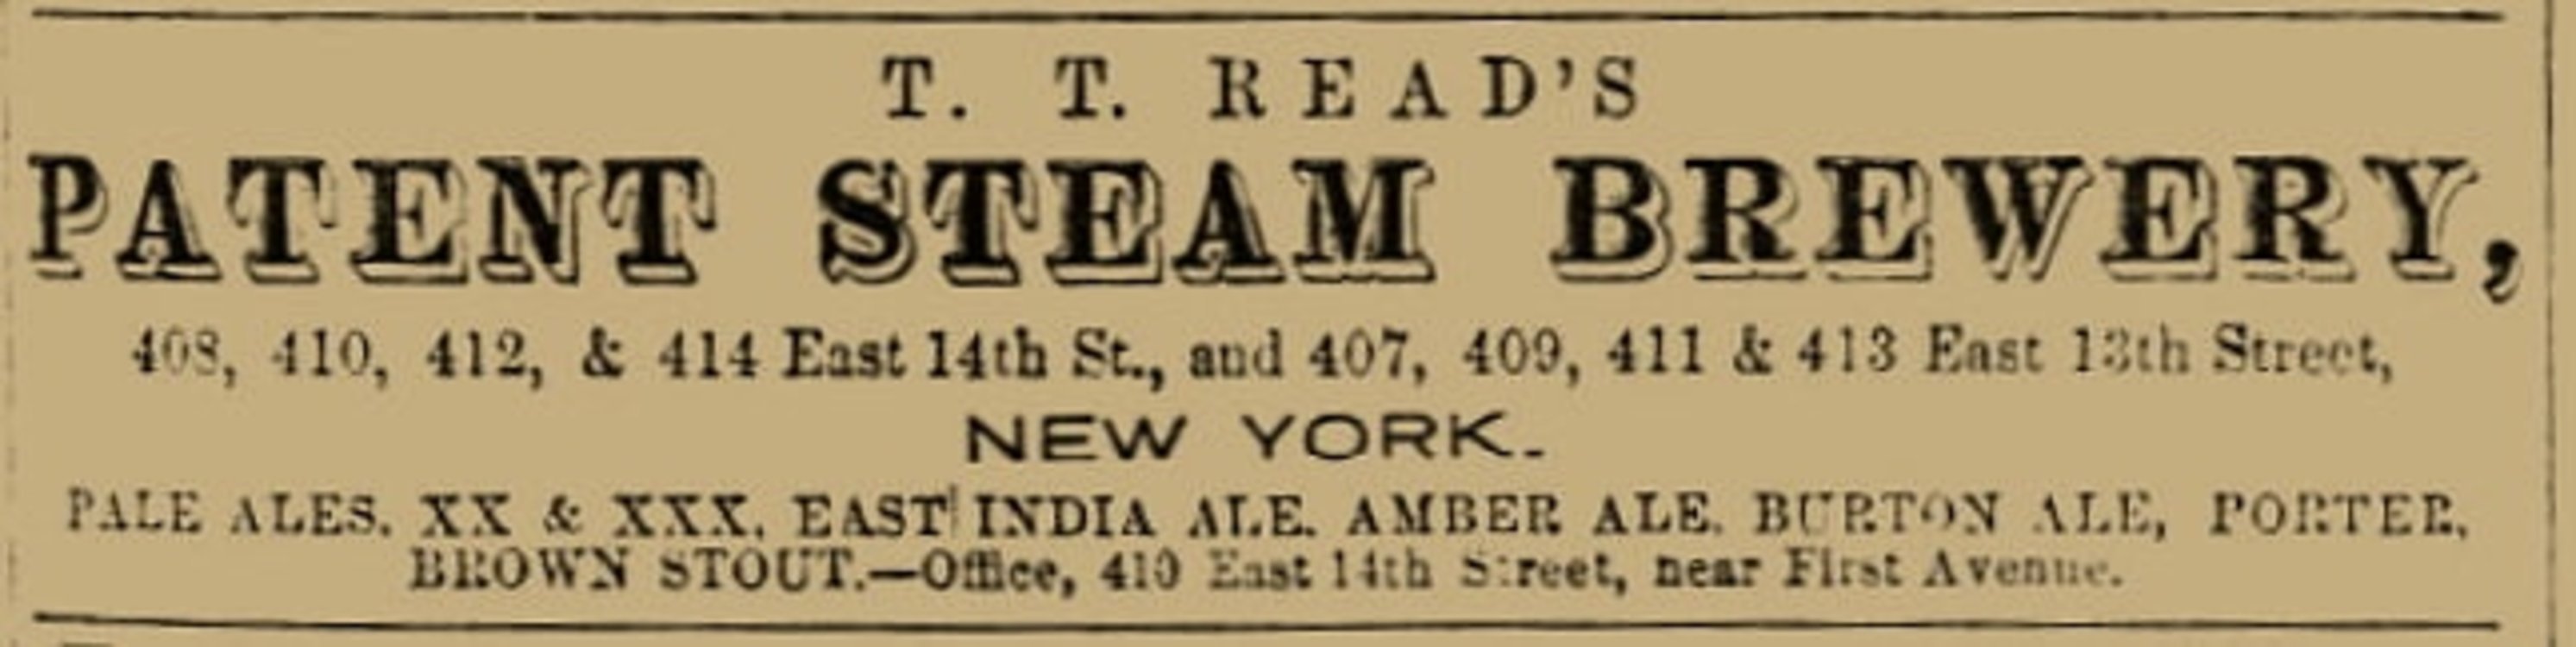 T. T. READ'S
PATENT STEAM BREWERY,
408, 410, 412, & 414 East 14th St., and 407, 409, 411 & 413 East 13th Street,
NEW YORK.
PALE ALES. XX & XXX, EAST INDIA ALE. AMBER ALE. BURTON ALE, PORTER,
BROWN STOUT.—Office, 410 East 14th Street, near First Avenue.